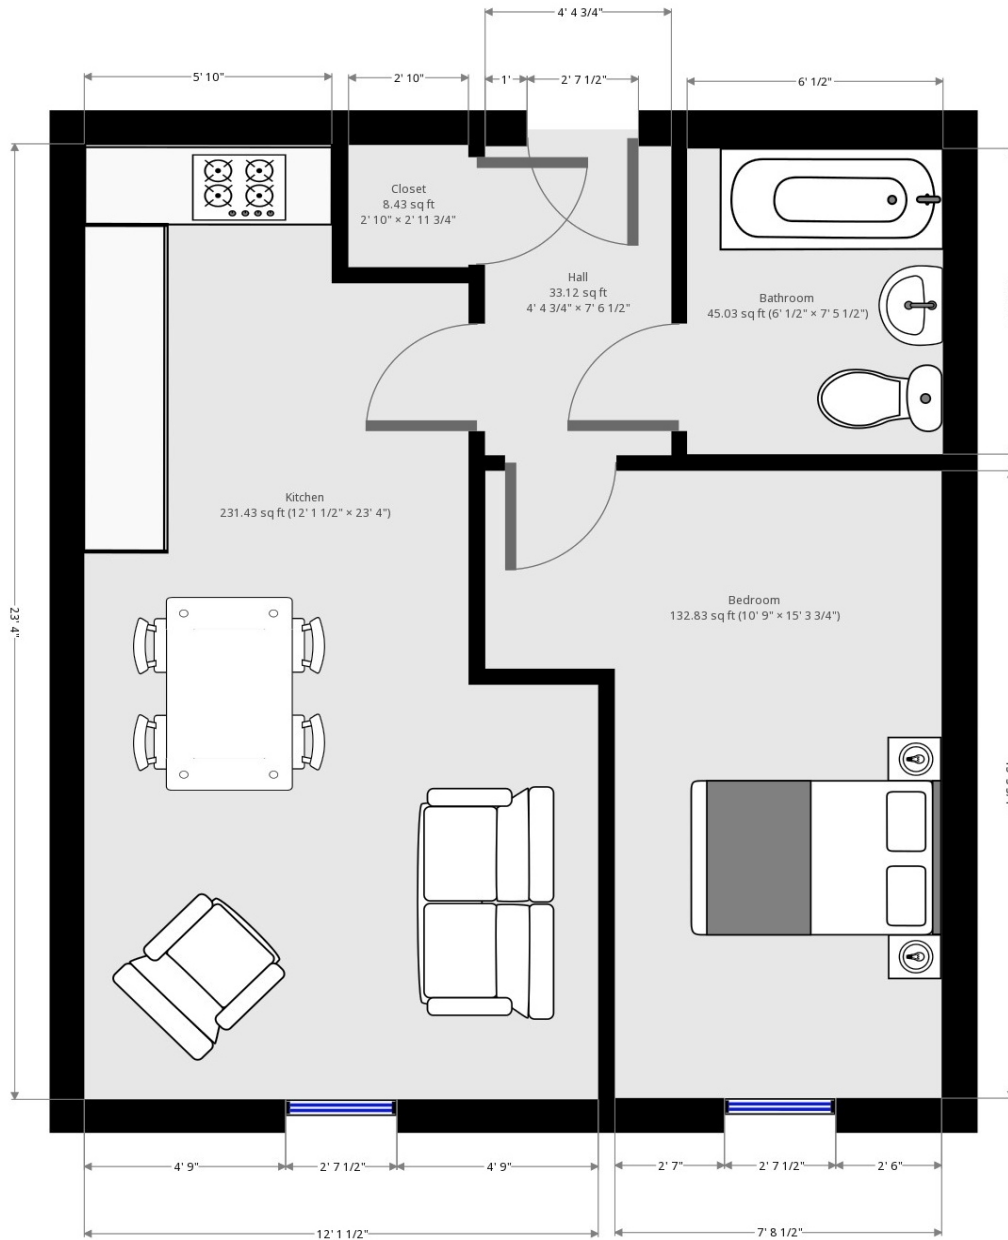 4' 4 3/4"
5' 10"
2' 10"
1'
2' 7 1/2"
6' 1/2"
Closet
8.43 sq ft
2' 10" × 2' 11 3/4"
Hall
33.12 sq ft
4' 4 3/4" × 7' 6 1/2"
Bathroom
45.03 sq ft (6' 1/2" × 7' 5 1/2")
Kitchen
231.43 sq ft (12' 1 1/2" × 23' 4")
23' 4"
Bedroom
132.83 sq ft (10' 9" × 15' 3 3/4")
4' 9"
2' 7 1/2"
4' 9"
2' 7"
2' 7 1/2"
2' 6"
12' 1 1/2"
7' 8 1/2"